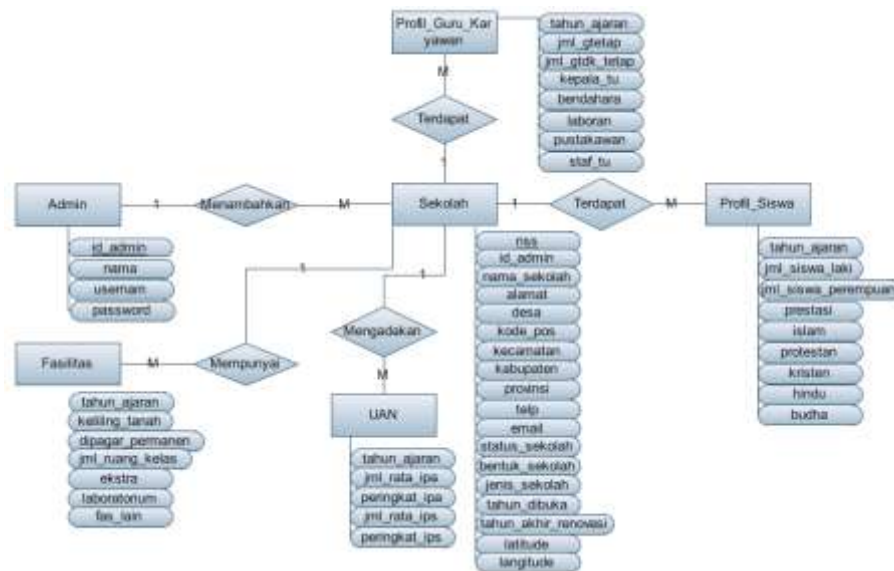 Profil_Guru_Kar
yawan
tahun_ajaran
jml_gtetap
jml_gtdk_tetap
kepala_tu
bendahara
laboran
pustakawan
staf_tu
M
Terdapat
1
Admin
1
Menambahkan
M
Sekolah
1
Terdapat
M
Profil_Siswa
id_admin
nama
usernam
password
nss
id_admin
nama_sekolah
alamat
desa
kode_pos
kecamatan
kabupaten
provinsi
telp
email
status_sekolah
bentuk_sekolah
jenis_sekolah
tahun_dibuka
tahun_akhir_renovasi
latitude
langitude
tahun_ajaran
jml_siswa_laki
jml_siswa_perempuan
prestasi
islam
protestan
kristen
hindu
budha
1
1
Mengadakan
M
Fasilitas
M
Mempunyai
UAN
tahun_ajaran
keliling_tanah
dipagar_permanen
jml_ruang_kelas
ekstra
laboratorium
fas_lain
tahun_ajaran
jml_rata_ipa
peringkat_ipa
jml_rata_ips
peringkat_ips